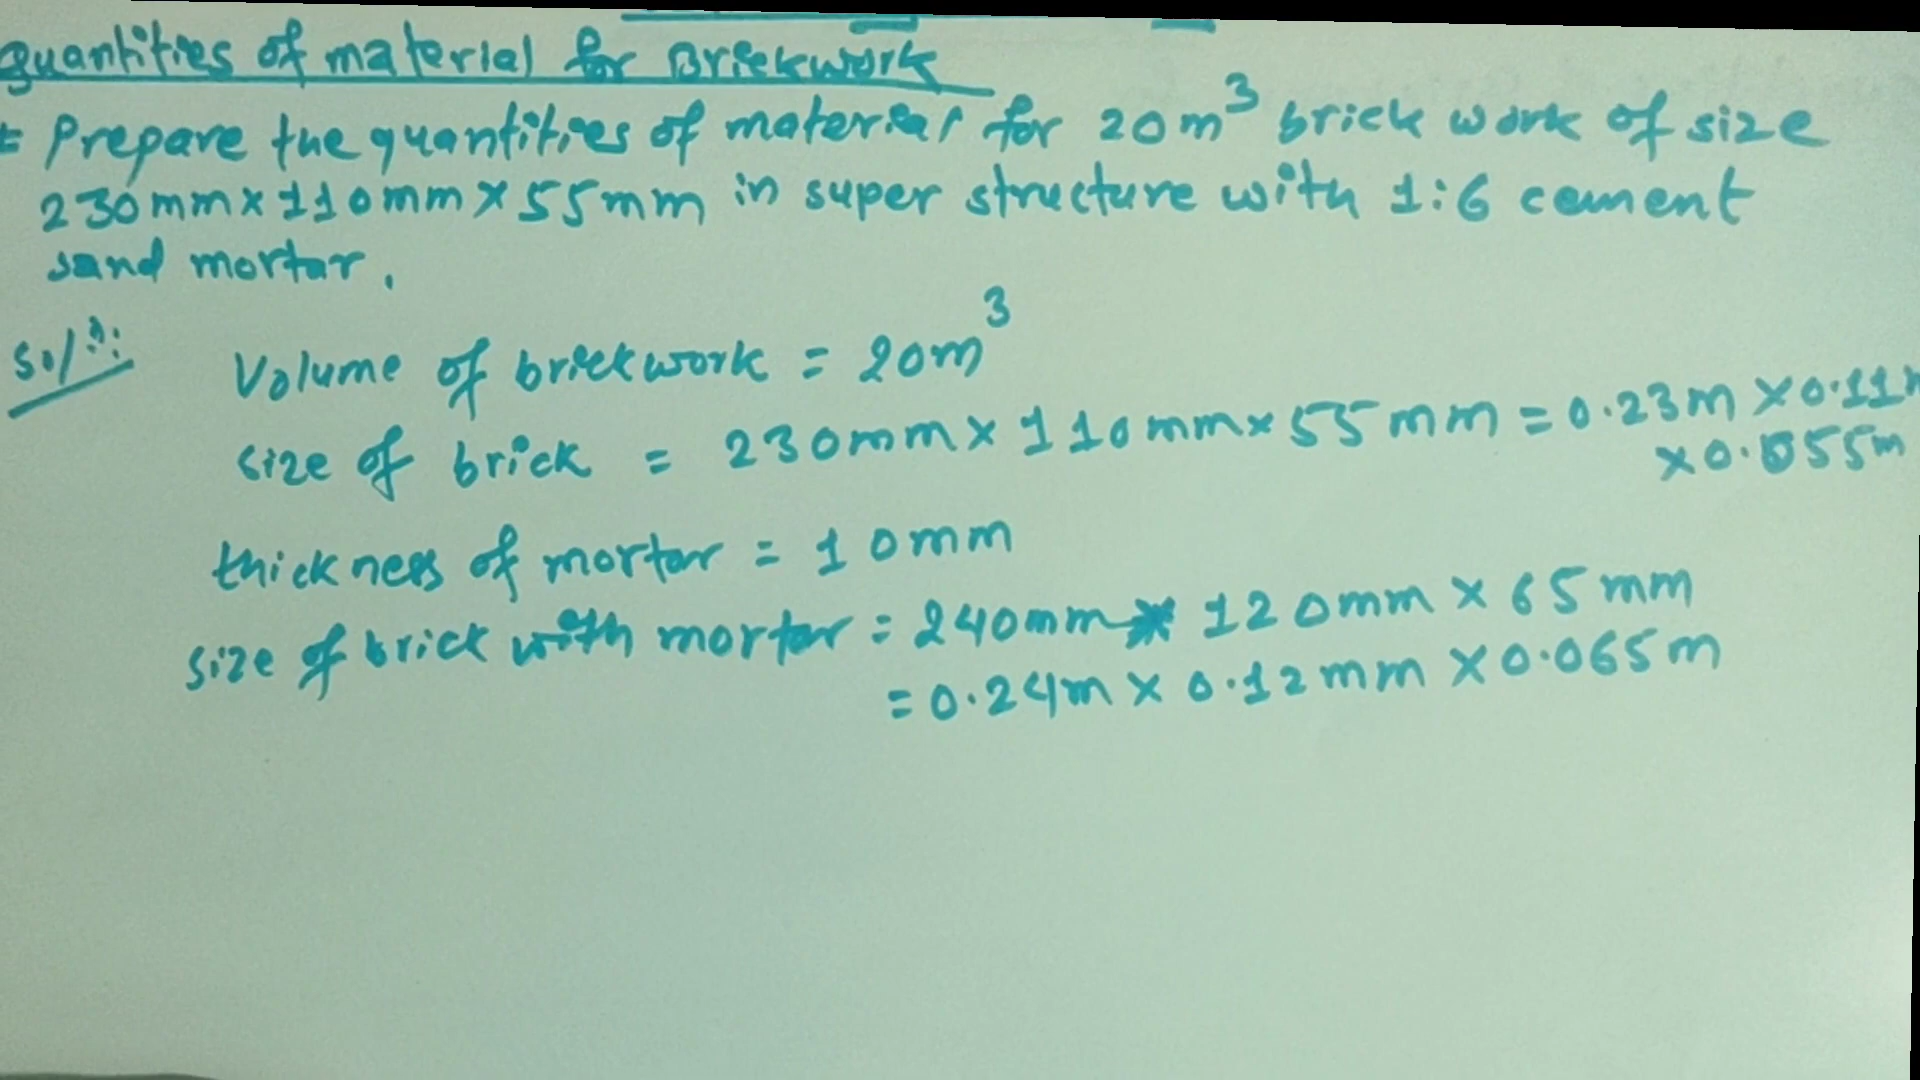 quantities of material for Brickwork
Prepare the quantities of material for 20m³ brick work of size
230mm x 110mm x 55mm in super structure with 1:6 cement
sand mortar.
Solⁿ:
Volume of brickwork = 20m³
size of brick = 230mm x 110mm x 55mm = 0.23m x 0.11m
x 0.055m
thickness of mortar = 10mm
size of brick with mortar = 240mm x 120mm x 65mm
= 0.24m x 0.12mm x 0.065m